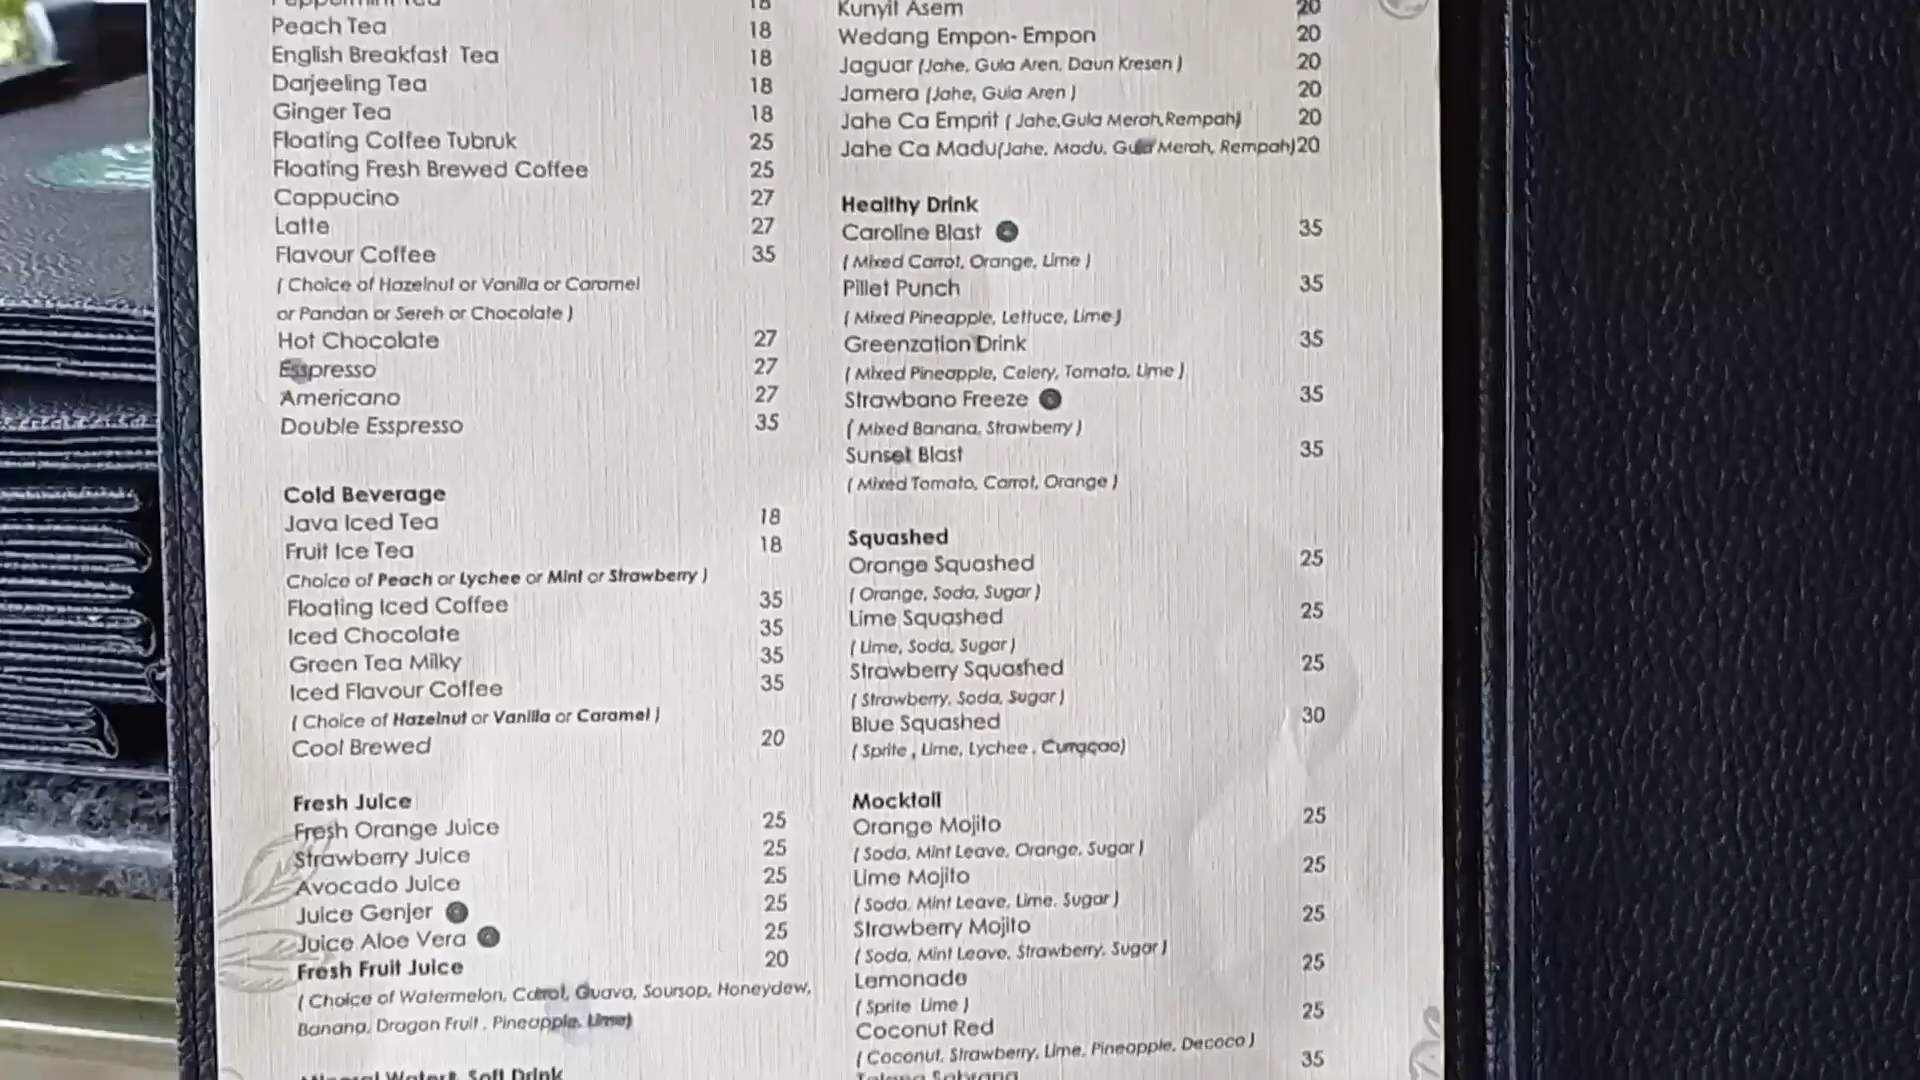 Peppermint Tea 18
Peach Tea 18
English Breakfast Tea 18
Darjeeling Tea 18
Ginger Tea 18
Floating Coffee Tubruk 25
Floating Fresh Brewed Coffee 25
Cappucino 27
Latte 27
Flavour Coffee 35
( Choice of Hazelnut or Vanilla or Caramel
or Pandan or Sereh or Chocolate )
Hot Chocolate 27
Esspresso 27
Americano 27
Double Esspresso 35
Cold Beverage
Java Iced Tea 18
Fruit Ice Tea 18
Choice of Peach or Lychee or Mint or Strawberry )
Floating Iced Coffee 35
Iced Chocolate 35
Green Tea Milky 35
Iced Flavour Coffee 35
( Choice of Hazelnut or Vanilla or Caramel )
Cool Brewed 20
Fresh Juice
Fresh Orange Juice 25
Strawberry Juice 25
Avocado Juice 25
Juice Genjer 25
Juice Aloe Vera 25
Fresh Fruit Juice 20
( Choice of Watermelon, Carrot, Guava, Soursop, Honeydew,
Banana, Dragon Fruit , Pineapple, Lime)
Soft Drink
Kunyit Asem 20
Wedang Empon- Empon 20
Jaguar (Jahe, Gula Aren, Daun Kresen ) 20
Jamera (Jahe, Gula Aren ) 20
Jahe Ca Emprit ( Jahe,Gula Merah,Rempah) 20
Jahe Ca Madu(Jahe, Madu, Gula Merah, Rempah) 20
Healthy Drink
Caroline Blast 35
( Mixed Carrot, Orange, Lime )
Pillet Punch 35
( Mixed Pineapple, Lettuce, Lime )
Greenzation Drink 35
( Mixed Pineapple, Celery, Tomato, Lime )
Strawbano Freeze 35
( Mixed Banana, Strawberry )
Sunset Blast 35
( Mixed Tomato, Carrot, Orange )
Squashed
Orange Squashed 25
( Orange, Soda, Sugar )
Lime Squashed 25
( Lime, Soda, Sugar )
Strawberry Squashed 25
( Strawberry, Soda, Sugar )
Blue Squashed 30
( Sprite , Lime, Lychee , Curaçao)
Mocktail
Orange Mojito 25
( Soda, Mint Leave, Orange, Sugar )
Lime Mojito 25
( Soda, Mint Leave, Lime, Sugar )
Strawberry Mojito 25
( Soda, Mint Leave, Strawberry, Sugar )
Lemonade 25
( Sprite Lime )
Coconut Red 25
( Coconut, Strawberry, Lime, Pineapple, Decoco )
35